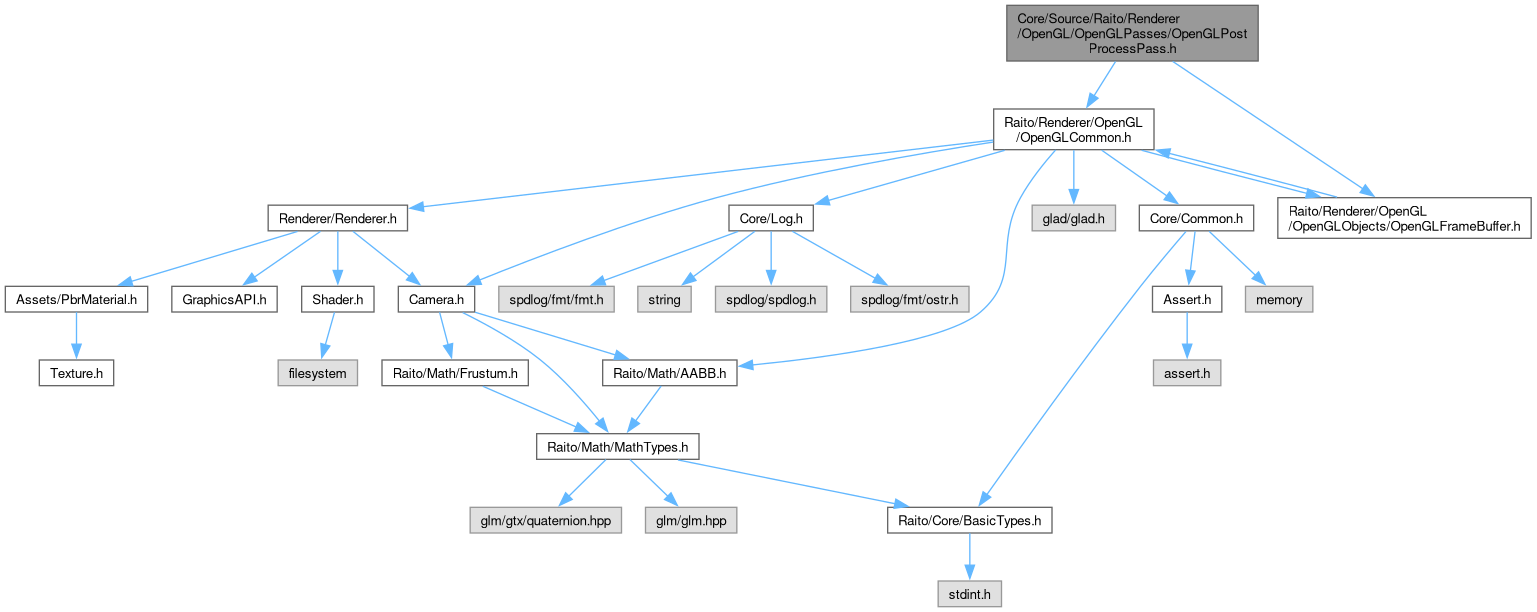 Core/Source/Raito/Renderer
/OpenGL/OpenGLPasses/OpenGLPost
ProcessPass.h
Raito/Renderer/OpenGL
/OpenGLCommon.h
Renderer/Renderer.h
Core/Log.h
glad/glad.h
Core/Common.h
Raito/Renderer/OpenGL
/OpenGLObjects/OpenGLFrameBuffer.h
Assets/PbrMaterial.h
GraphicsAPI.h
Shader.h
Camera.h
spdlog/fmt/fmt.h
string
spdlog/spdlog.h
spdlog/fmt/ostr.h
Assert.h
memory
Texture.h
filesystem
Raito/Math/Frustum.h
Raito/Math/AABB.h
assert.h
Raito/Math/MathTypes.h
glm/gtx/quaternion.hpp
glm/glm.hpp
Raito/Core/BasicTypes.h
stdint.h